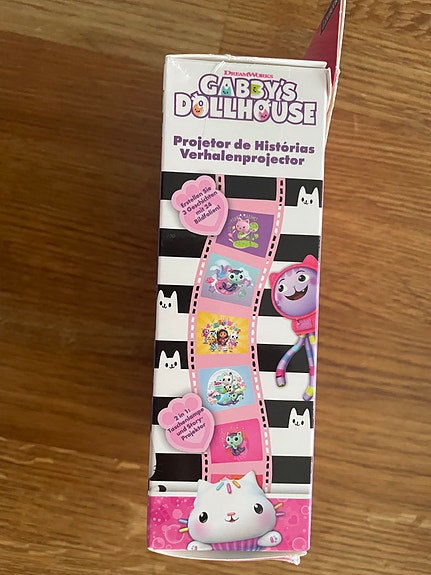 DREAMWORKS
GABBY'S
DOLLHOUSE
Projetor de Histórias
Verhalenprojector
Erstellen Sie
3 Geschichten
mit 24
Bildfolien!
2 in 1:
Taschenlampe
und Story-
Projektor